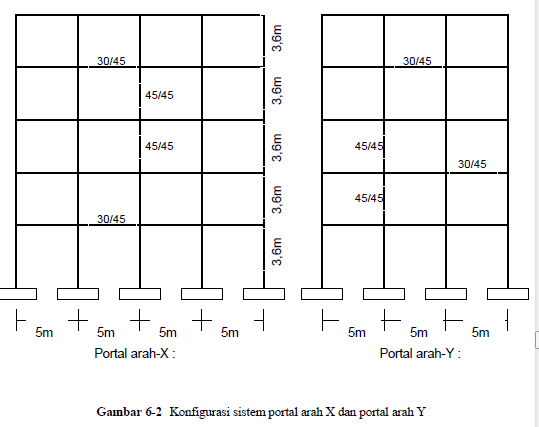 3,6m
30/45
30/45
3,6m
45/45
45/45
45/45
3,6m
30/45
3,6m
45/45
30/45
3,6m
5m 5m 5m 5m 5m 5m 5m
Portal arah-X : Portal arah-Y :
Gambar 6-2 Konfigurasi sistem portal arah X dan portal arah Y